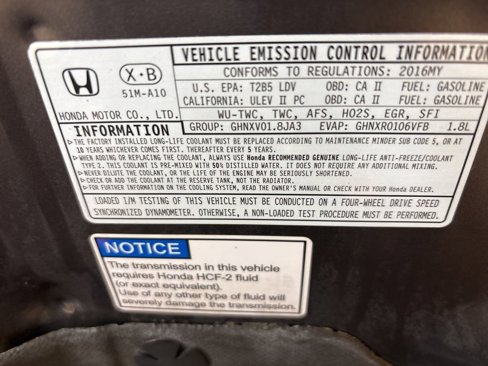 VEHICLE EMISSION CONTROL INFORMATION
X•B
CONFORMS TO REGULATIONS: 2016MY
51M-A10
U.S. EPA: T2B5 LDV OBD: CA II FUEL: GASOLINE
CALIFORNIA: ULEV II PC OBD: CA II FUEL: GASOLINE
HONDA MOTOR CO., LTD.
WU-TWC, TWC, AFS, HO2S, EGR, SFI
INFORMATION
GROUP: GHNXV01.8JA3 EVAP: GHNXR0106VFB 1.8L
▷THE FACTORY INSTALLED LONG-LIFE COOLANT MUST BE REPLACED ACCORDING TO MAINTENANCE MINDER SUB CODE 5, OR AT
10 YEARS WHICHEVER COMES FIRST. THEREAFTER EVERY 5 YEARS.
▷WHEN ADDING OR REPLACING THE COOLANT, ALWAYS USE Honda RECOMMENDED GENUINE LONG-LIFE ANTI-FREEZE/COOLANT
TYPE 2. THIS COOLANT IS PRE-MIXED WITH 50% DISTILLED WATER. IT DOES NOT REQUIRE ANY ADDITIONAL MIXING.
▷NEVER DILUTE THE COOLANT, OR THE LIFE OF THE ENGINE MAY BE SERIOUSLY SHORTENED.
▷CHECK OR ADD THE COOLANT AT THE RESERVE TANK, NOT THE RADIATOR.
▷FOR FURTHER INFORMATION ON THE COOLING SYSTEM, READ THE OWNER'S MANUAL OR CHECK WITH YOUR Honda DEALER.
LOADED I/M TESTING OF THIS VEHICLE MUST BE CONDUCTED ON A FOUR-WHEEL DRIVE SPEED
SYNCHRONIZED DYNAMOMETER. OTHERWISE, A NON-LOADED TEST PROCEDURE MUST BE PERFORMED.
NOTICE
The transmission in this vehicle
requires Honda HCF-2 fluid
(or exact equivalent).
Use of any other type of fluid will
severely damage the transmission.